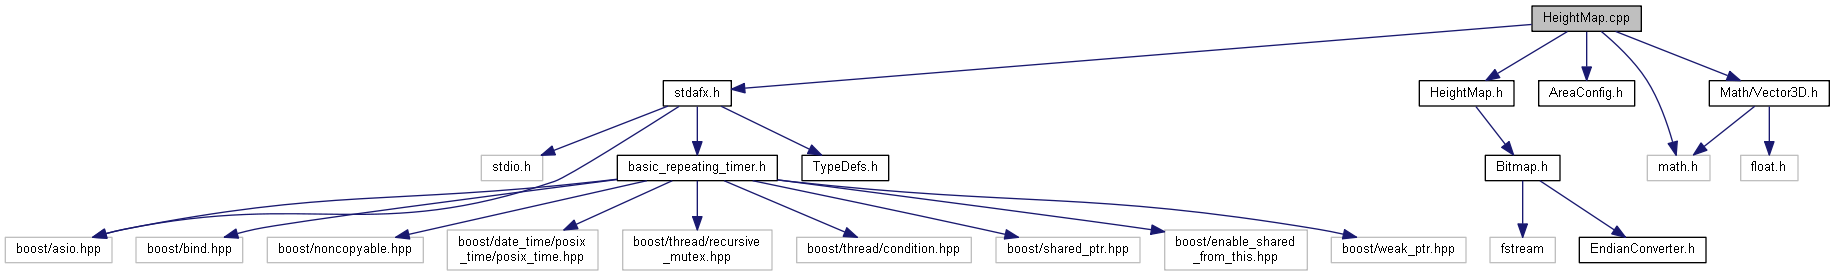 HeightMap.cpp
stdafx.h
HeightMap.h
AreaConfig.h
Math/Vector3D.h
stdio.h
basic_repeating_timer.h
TypeDefs.h
Bitmap.h
math.h
float.h
boost/asio.hpp
boost/bind.hpp
boost/noncopyable.hpp
boost/date_time/posix
_time/posix_time.hpp
boost/thread/recursive
_mutex.hpp
boost/thread/condition.hpp
boost/shared_ptr.hpp
boost/enable_shared
_from_this.hpp
boost/weak_ptr.hpp
fstream
EndianConverter.h